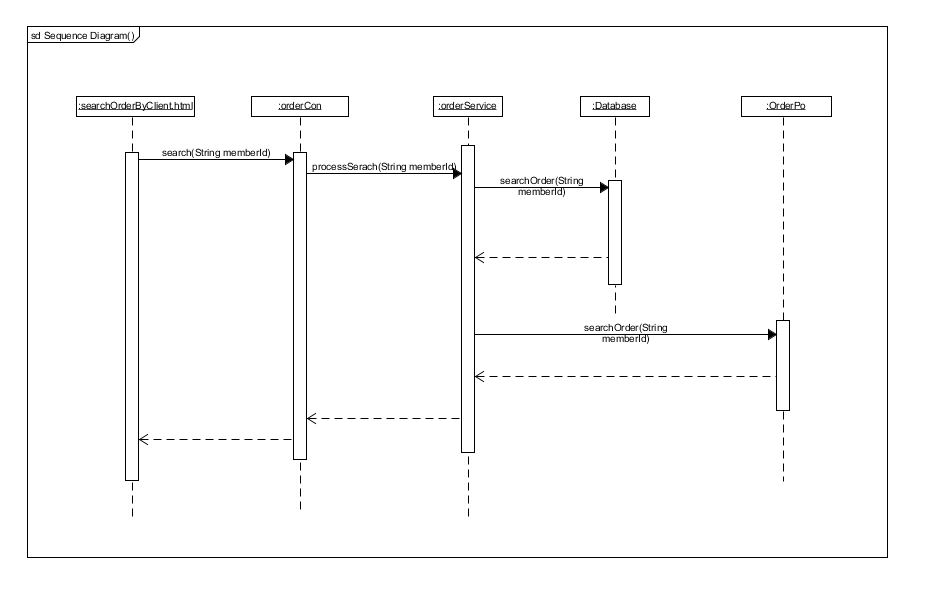 sd Sequence Diagram()
:searchOrderByClient.html
:orderCon
:orderService
:Database
:OrderPo
search(String memberId)
processSerach(String memberId)
searchOrder(String
memberId)
searchOrder(String
memberId)